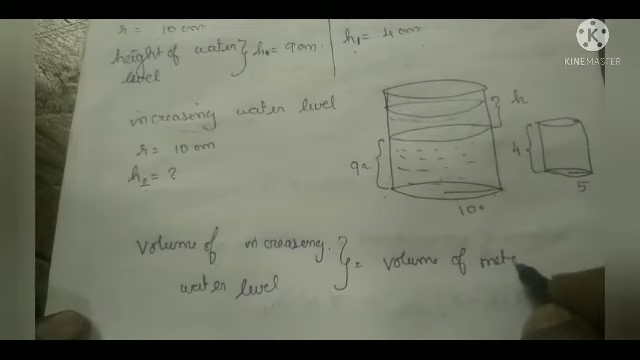 r = 10 cm
height of water } h = 9 cm.
level
h₁ = 4 cm
increasing water level
r = 10 cm
h₂ = ?
h
9
4
5
10
volume of increasing } = volume of met
water level
KINEMASTER